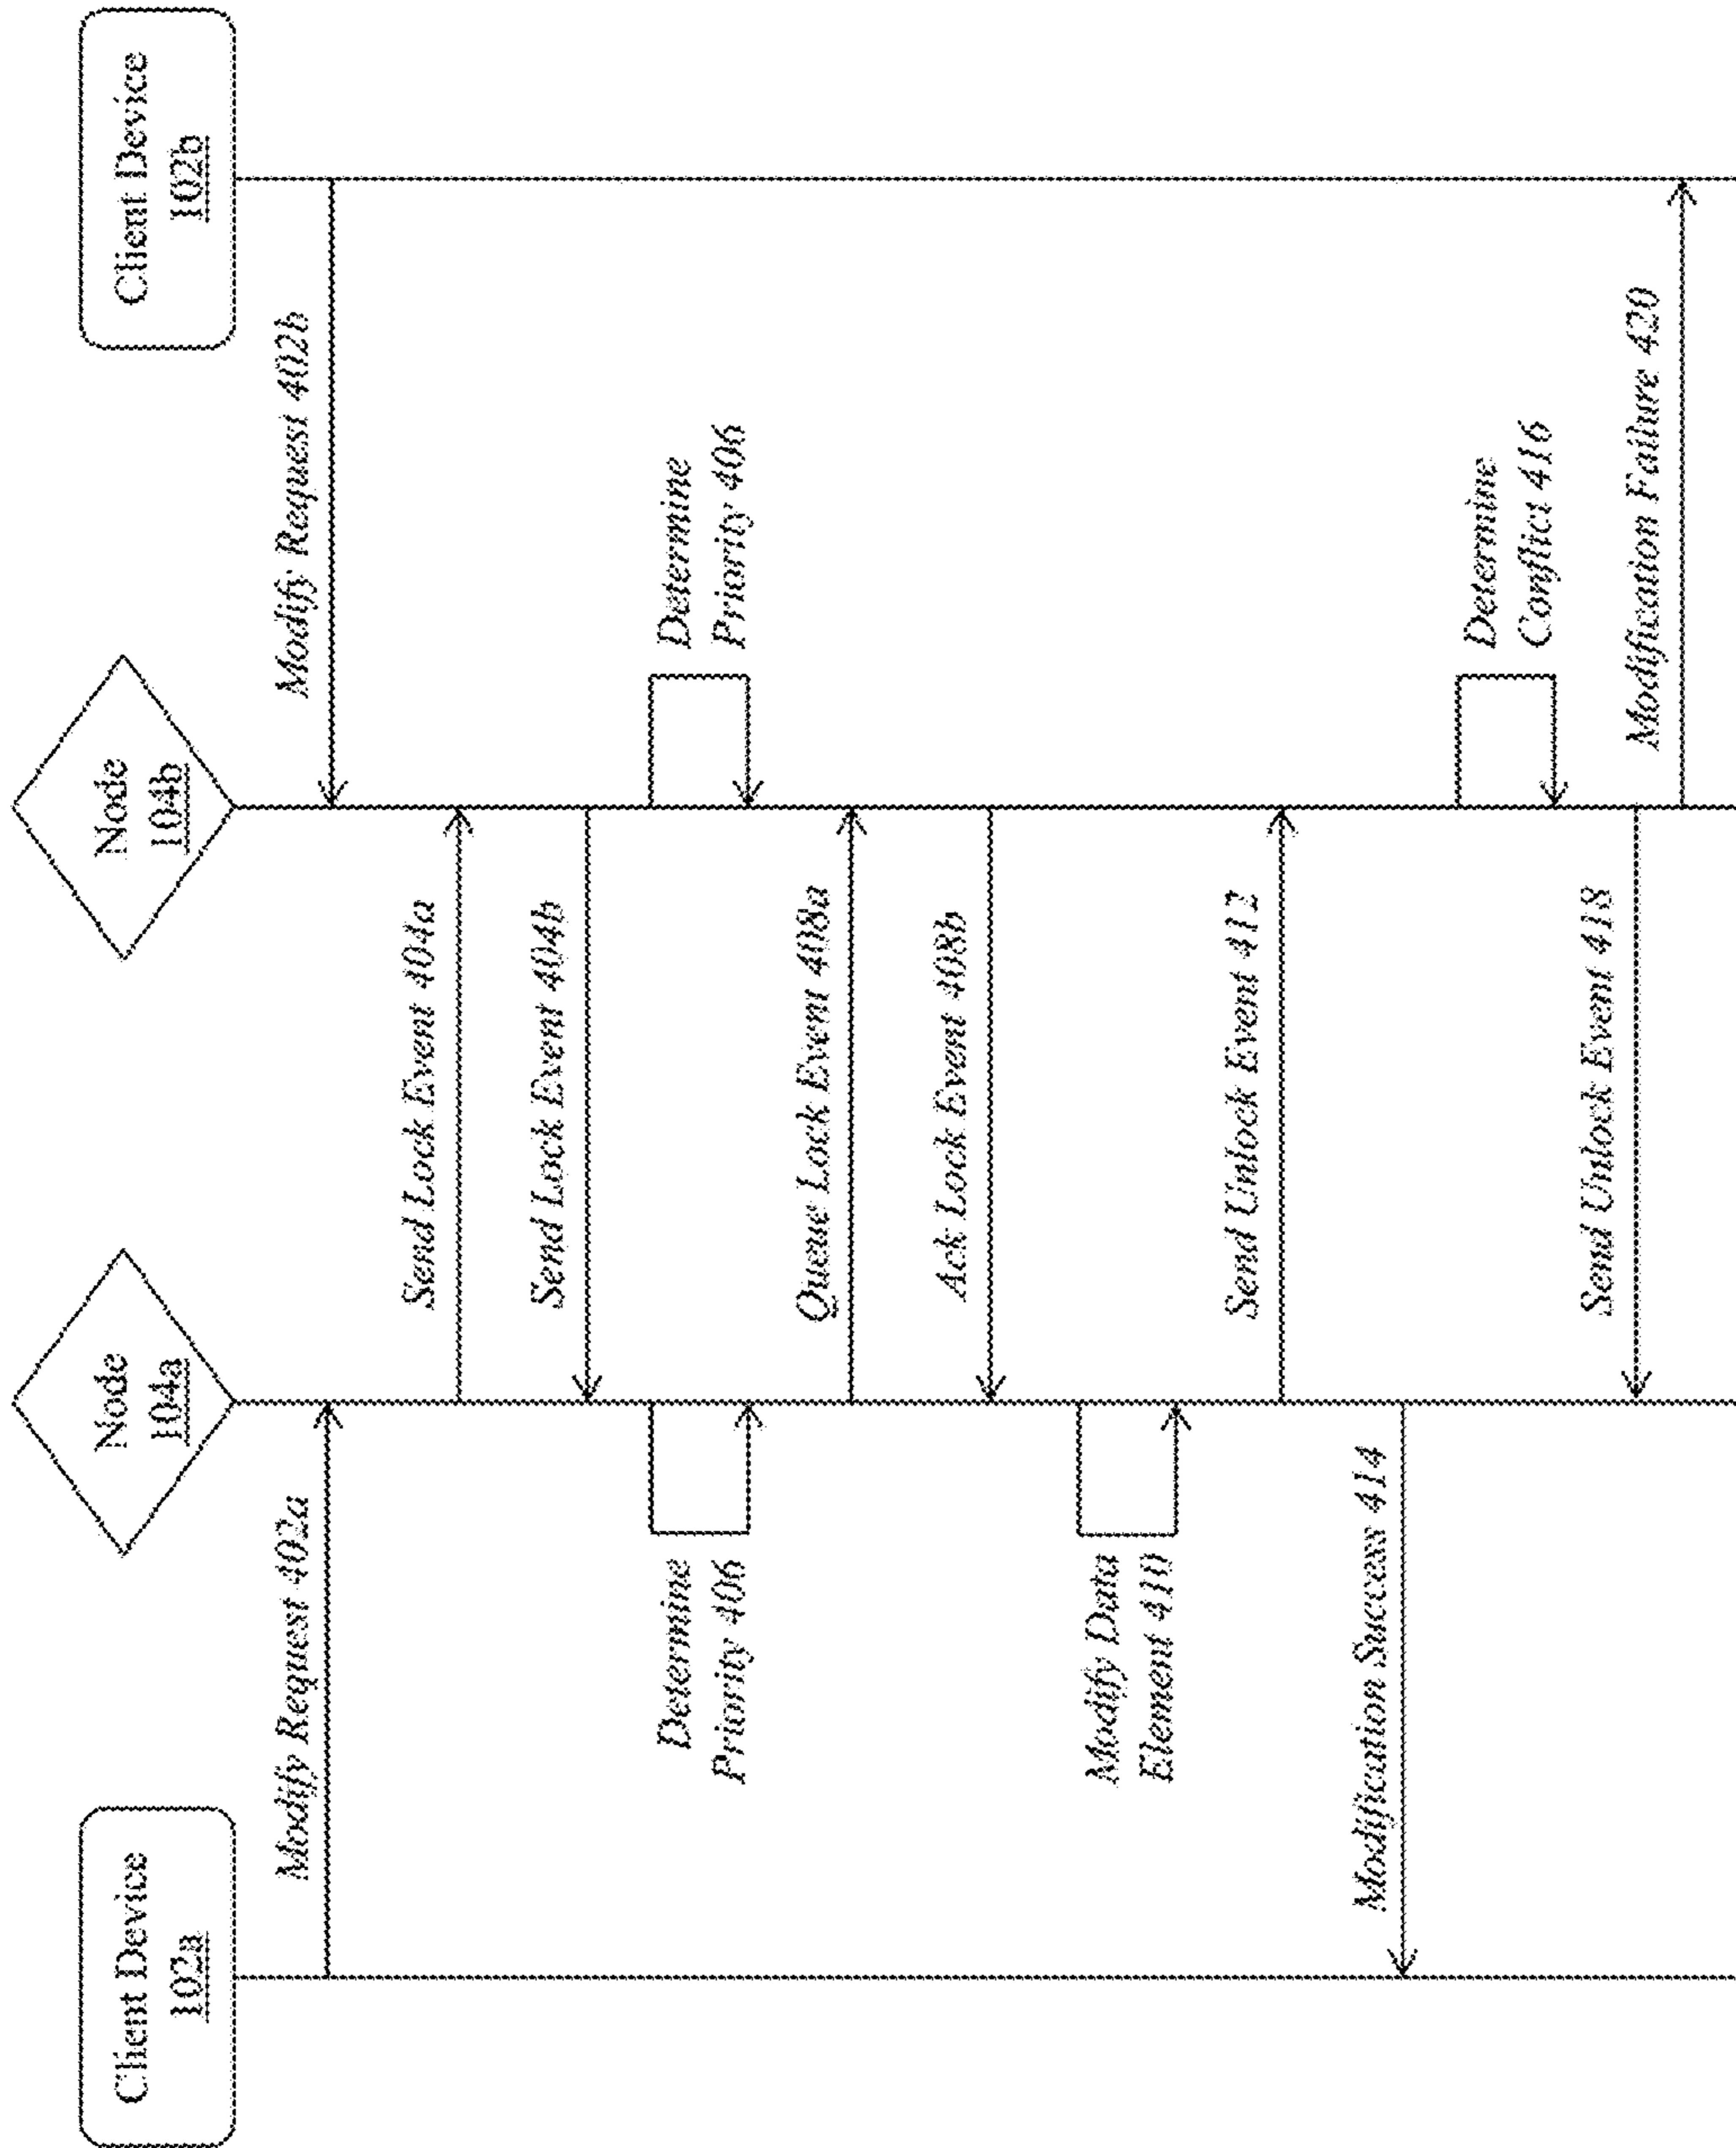 Client Device
102a
Node
104a
Node
104b
Client Device
102b
Modify Request 402a
Modify Request 402b
Send Lock Event 404a
Send Lock Event 404b
Determine
Priority 406
Determine
Priority 406
Queue Lock Event 408a
Ack Lock Event 408b
Modify Data
Element 410
Send Unlock Event 412
Modification Success 414
Determine
Conflict 416
Send Unlock Event 418
Modification Failure 420